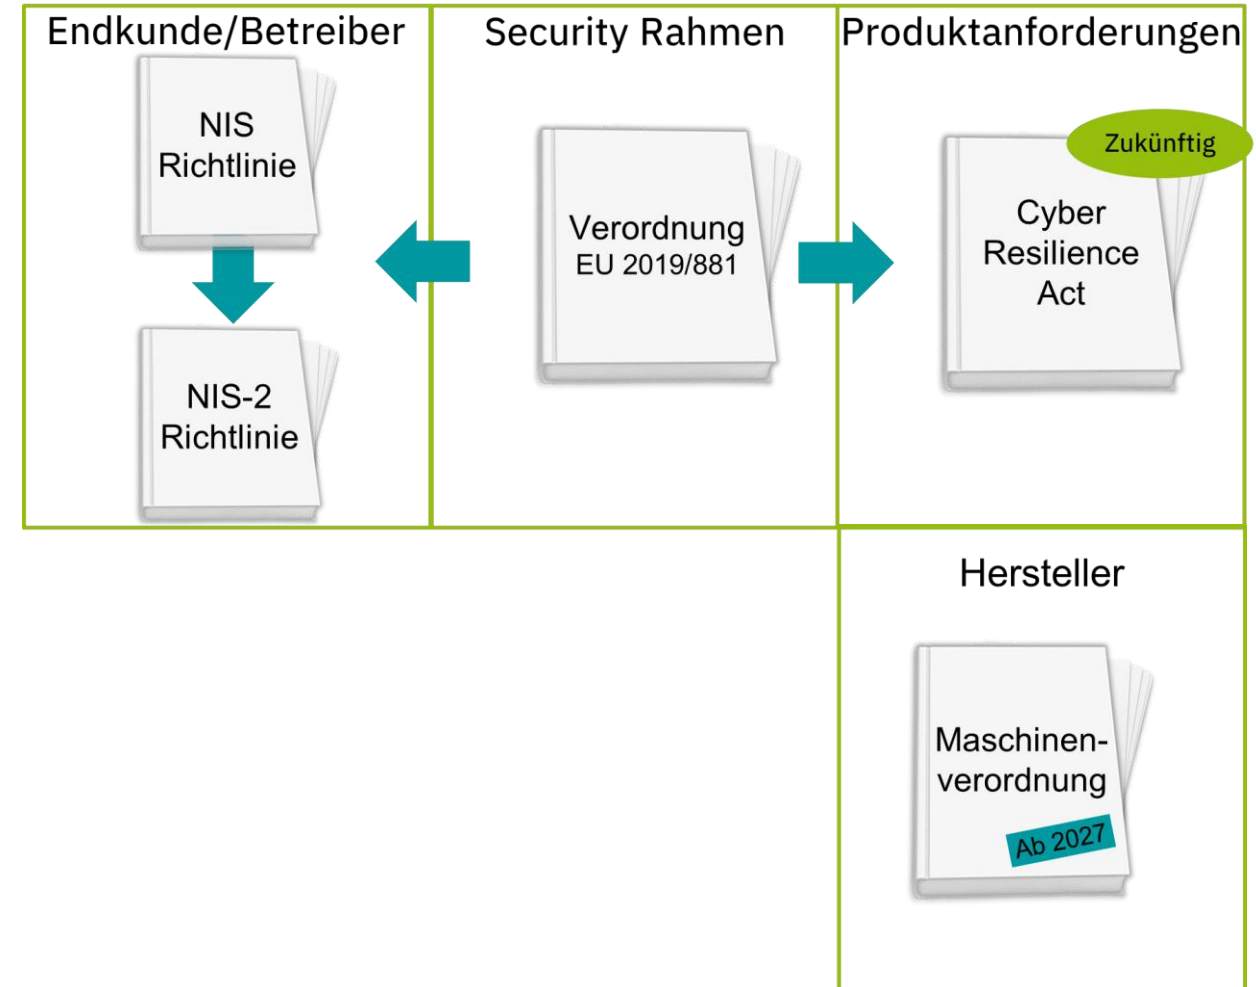 Endkunde/Betreiber
NIS
Richtlinie
NIS-2
Richtlinie
Security Rahmen
Verordnung
EU 2019/881
Produktanforderungen
Zukünftig
Cyber
Resilience
Act
Hersteller
Maschinen-
verordnung
Ab 2027